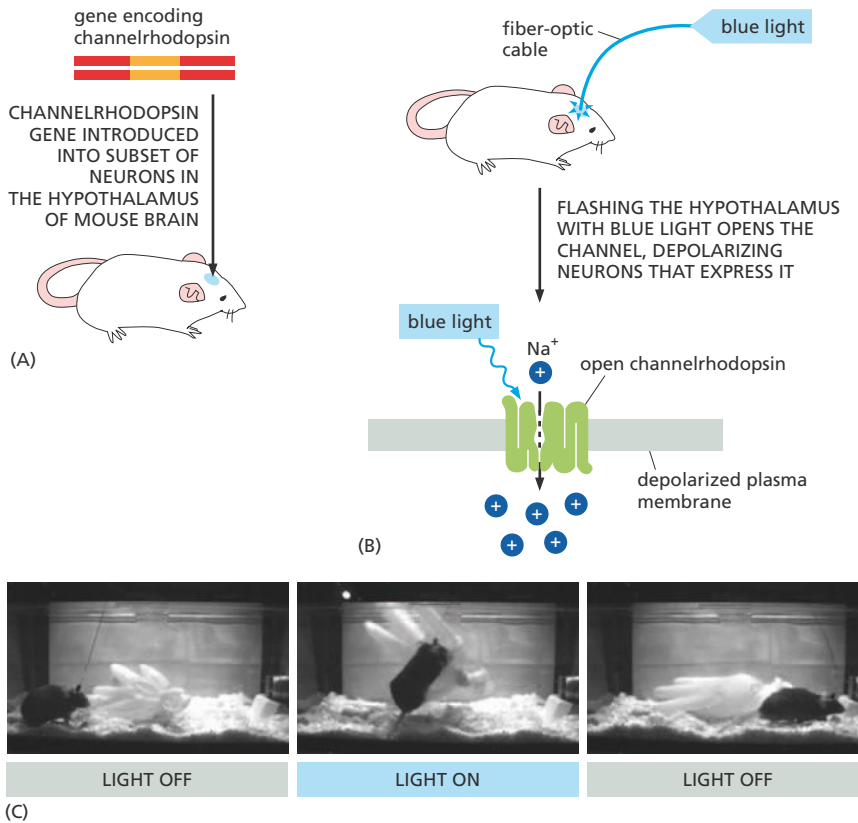 gene encoding
channelrhodopsin
CHANNELRHODOPSIN
GENE INTRODUCED
INTO SUBSET OF
NEURONS IN
THE HYPOTHALAMUS
OF MOUSE BRAIN
(A)
fiber-optic
cable
blue light
FLASHING THE HYPOTHALAMUS
WITH BLUE LIGHT OPENS THE
CHANNEL, DEPOLARIZING
NEURONS THAT EXPRESS IT
blue light
Na⁺
+
open channelrhodopsin
depolarized plasma
membrane
+ + +
+ +
(B)
LIGHT OFF
LIGHT ON
LIGHT OFF
(C)